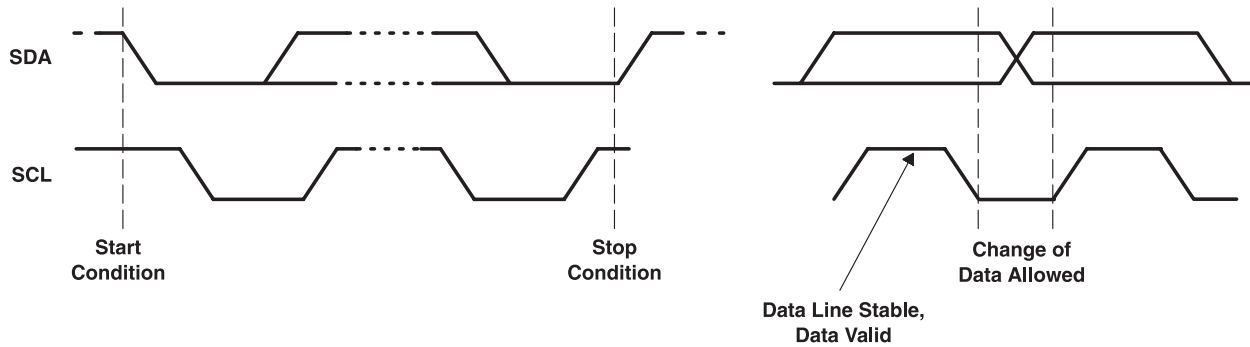 SDA
SCL
Start
Condition
Stop
Condition
Change of
Data Allowed
Data Line Stable,
Data Valid